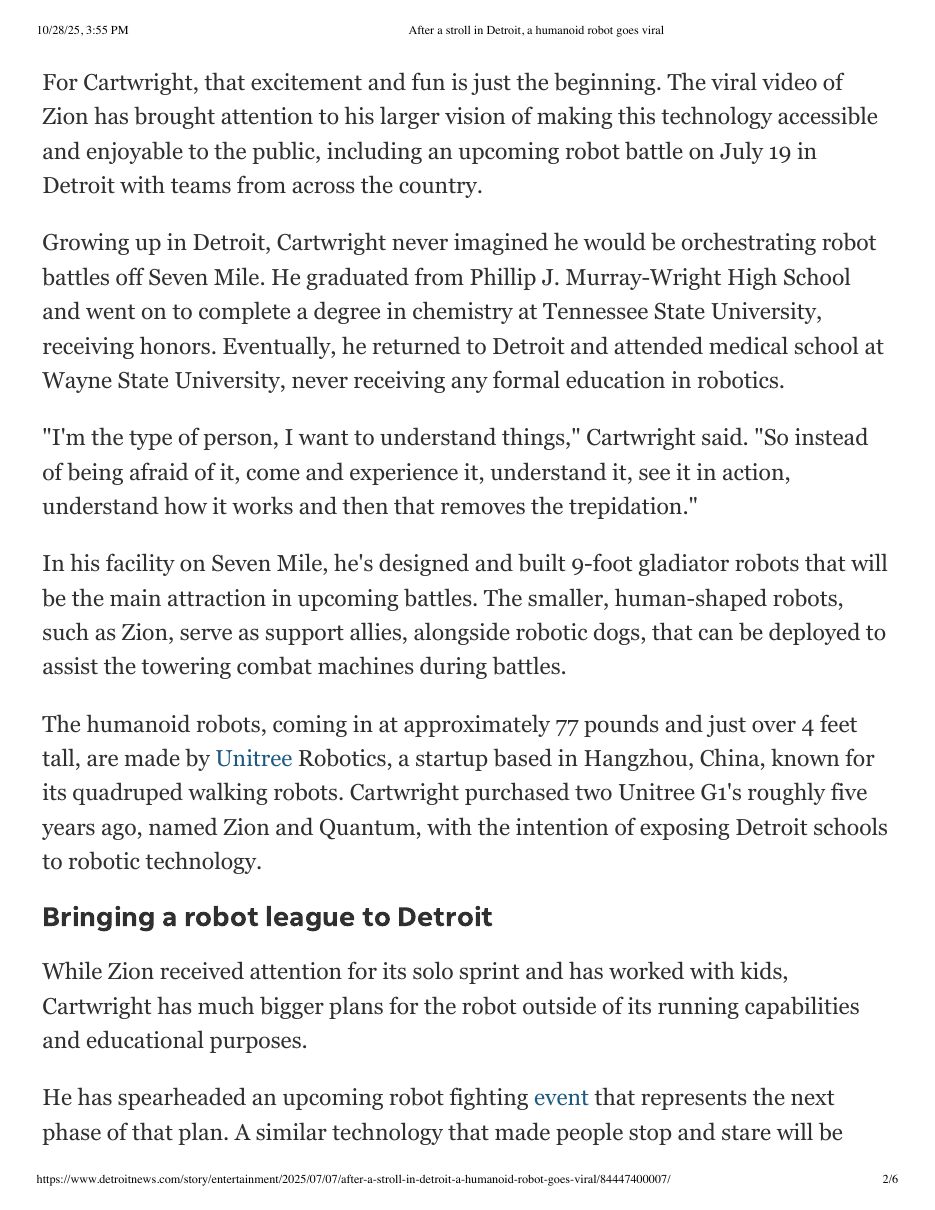 10/28/25, 3:55 PM After a stroll in Detroit, a humanoid robot goes viral
For Cartwright, that excitement and fun is just the beginning. The viral video of
Zion has brought attention to his larger vision of making this technology accessible
and enjoyable to the public, including an upcoming robot battle on July 19 in
Detroit with teams from across the country.
Growing up in Detroit, Cartwright never imagined he would be orchestrating robot
battles off Seven Mile. He graduated from Phillip J. Murray-Wright High School
and went on to complete a degree in chemistry at Tennessee State University,
receiving honors. Eventually, he returned to Detroit and attended medical school at
Wayne State University, never receiving any formal education in robotics.
"I'm the type of person, I want to understand things," Cartwright said. "So instead
of being afraid of it, come and experience it, understand it, see it in action,
understand how it works and then that removes the trepidation."
In his facility on Seven Mile, he's designed and built 9-foot gladiator robots that will
be the main attraction in upcoming battles. The smaller, human-shaped robots,
such as Zion, serve as support allies, alongside robotic dogs, that can be deployed to
assist the towering combat machines during battles.
The humanoid robots, coming in at approximately 77 pounds and just over 4 feet
tall, are made by Unitree Robotics, a startup based in Hangzhou, China, known for
its quadruped walking robots. Cartwright purchased two Unitree G1's roughly five
years ago, named Zion and Quantum, with the intention of exposing Detroit schools
to robotic technology.
Bringing a robot league to Detroit
While Zion received attention for its solo sprint and has worked with kids,
Cartwright has much bigger plans for the robot outside of its running capabilities
and educational purposes.
He has spearheaded an upcoming robot fighting event that represents the next
phase of that plan. A similar technology that made people stop and stare will be
https://www.detroitnews.com/story/entertainment/2025/07/07/after-a-stroll-in-detroit-a-humanoid-robot-goes-viral/84447400007/ 2/6